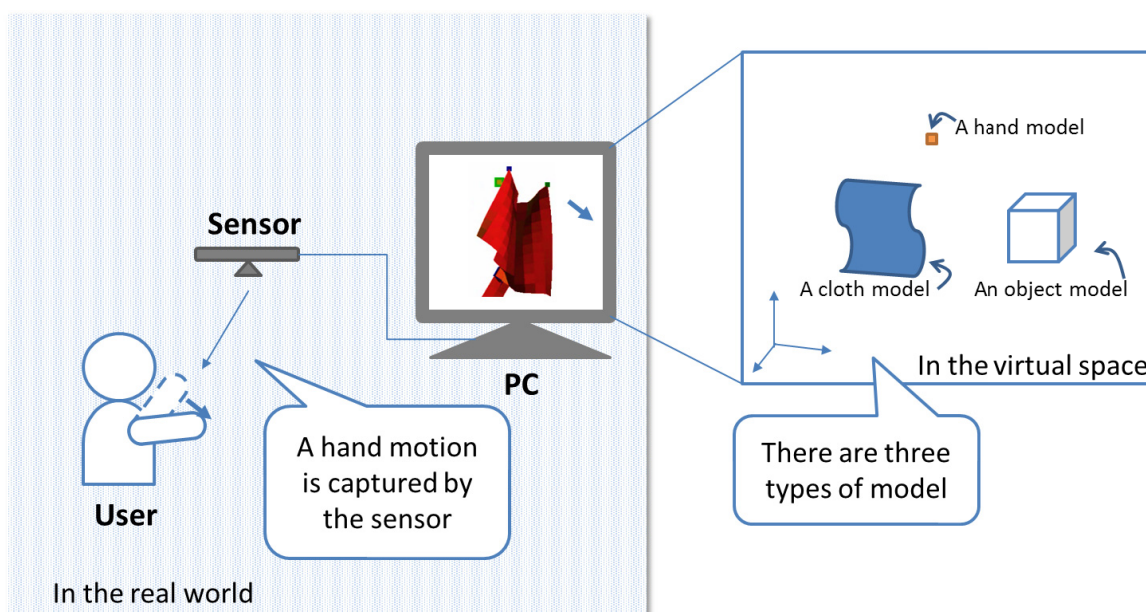 Sensor
PC
User
A hand motion
is captured by
the sensor
In the real world
A hand model
A cloth model
An object model
In the virtual space
There are three
types of model